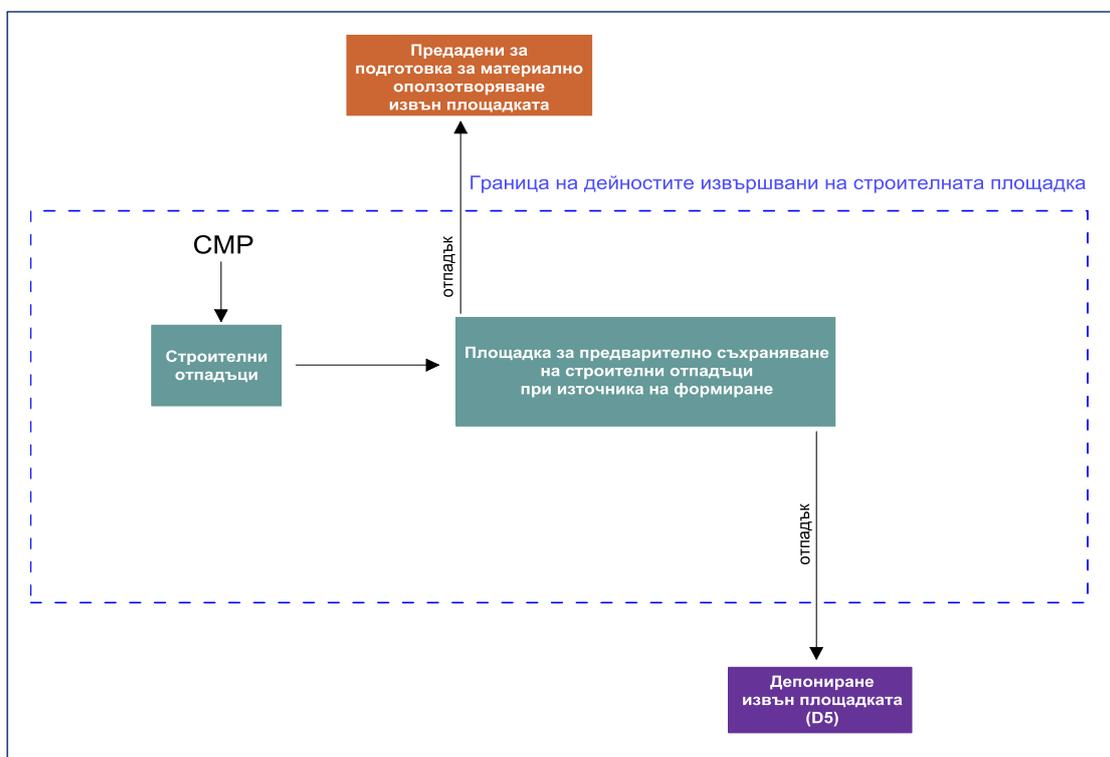 Предадени за
подготовка за материално
оползотворяване
извън площадката
Граница на дейностите извършвани на строителната площадка
СМР
отпадък
Строителни
отпадъци
Площадка за предварително съхраняване
на строителни отпадъци
при източника на формиране
отпадък
Депониране
извън площадката
(D5)